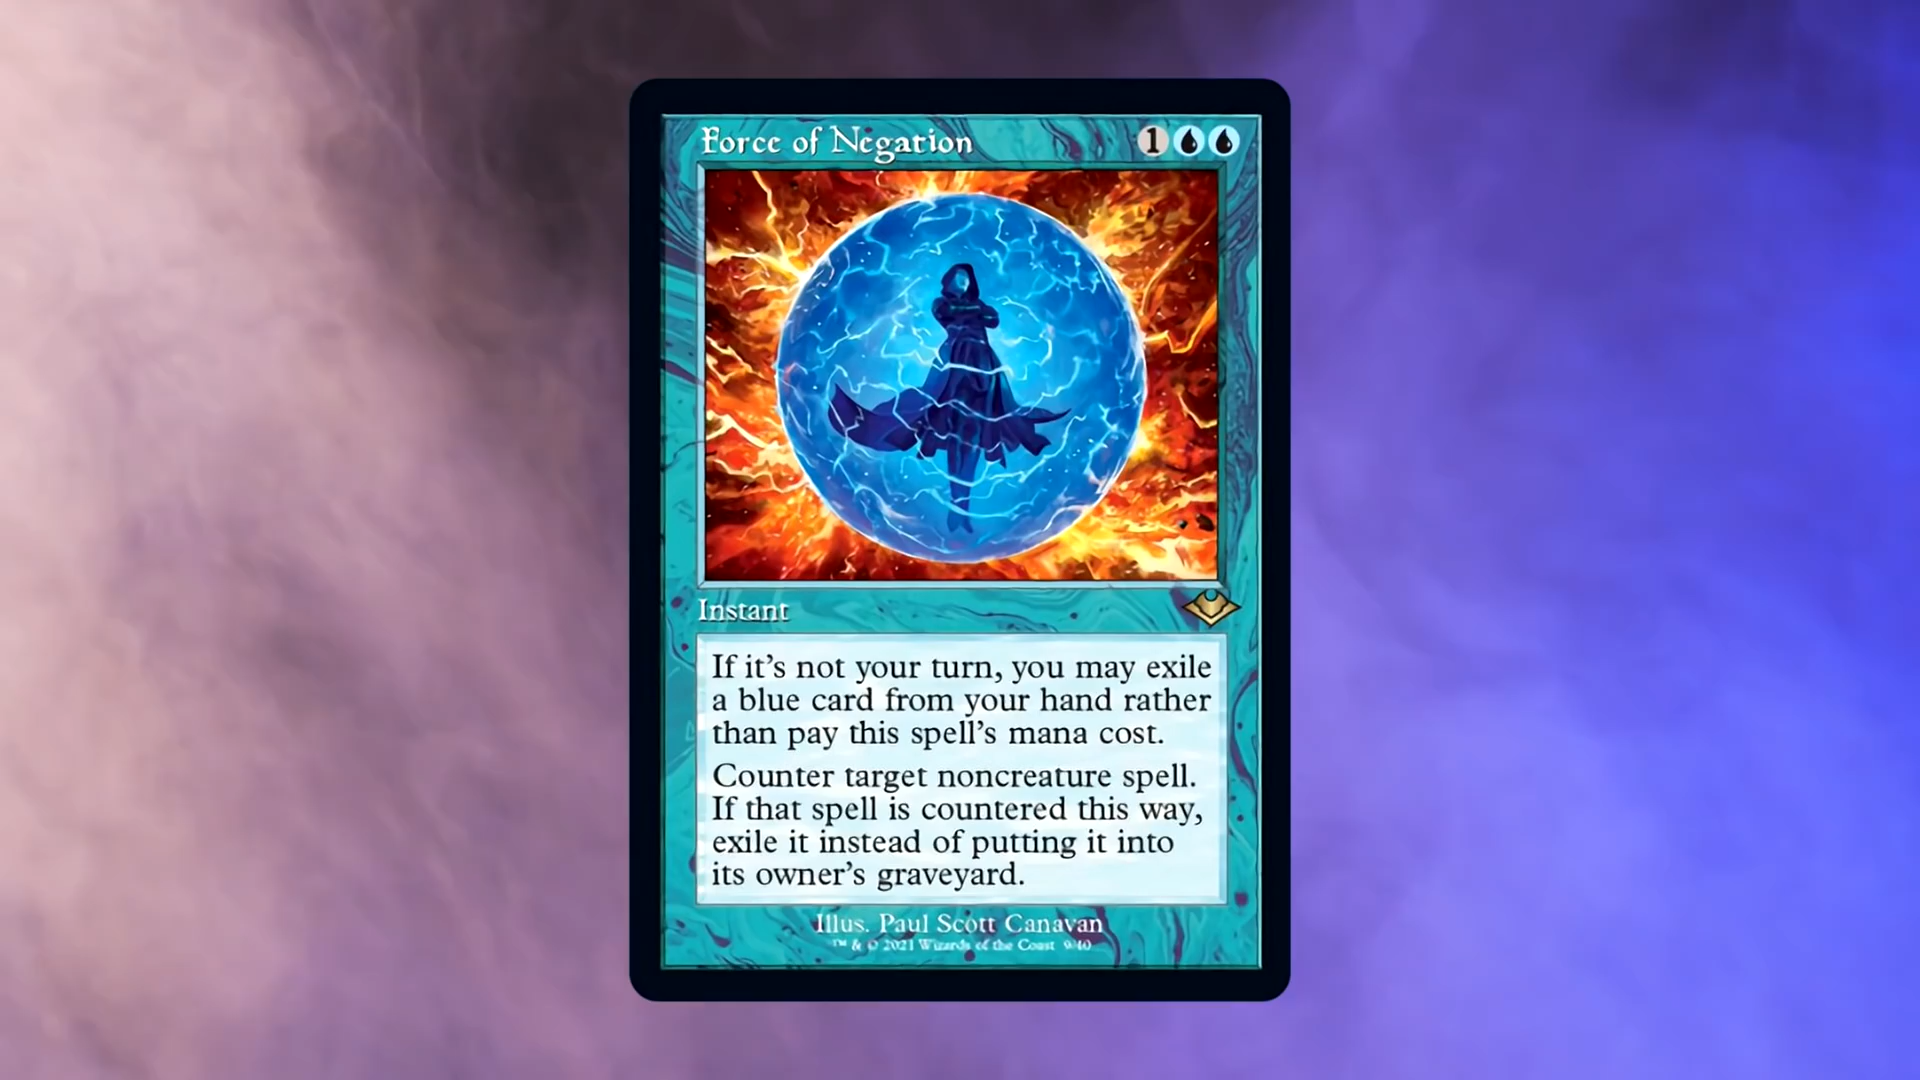 Force of Negation 1
Instant
If it's not your turn, you may exile
a blue card from your hand rather
than pay this spell's mana cost.
Counter target noncreature spell.
If that spell is countered this way,
exile it instead of putting it into
its owner's graveyard.
Illus. Paul Scott Canavan
™ & © 2021 Wizards of the Coast 9/40